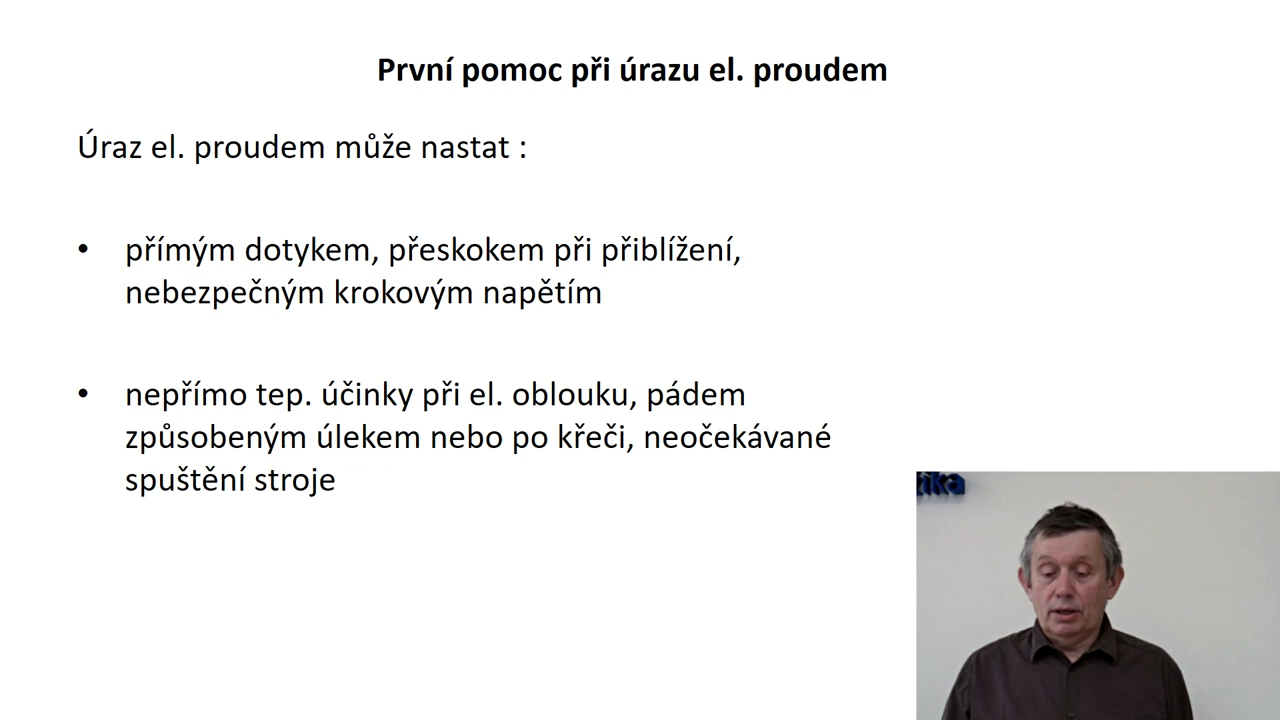 První pomoc při úrazu el. proudem
Úraz el. proudem může nastat :
• přímým dotykem, přeskokem při přiblížení,
nebezpečným krokovým napětím
• nepřímo tep. účinky při el. oblouku, pádem
způsobeným úlekem nebo po křeči, neočekávané
spuštění stroje